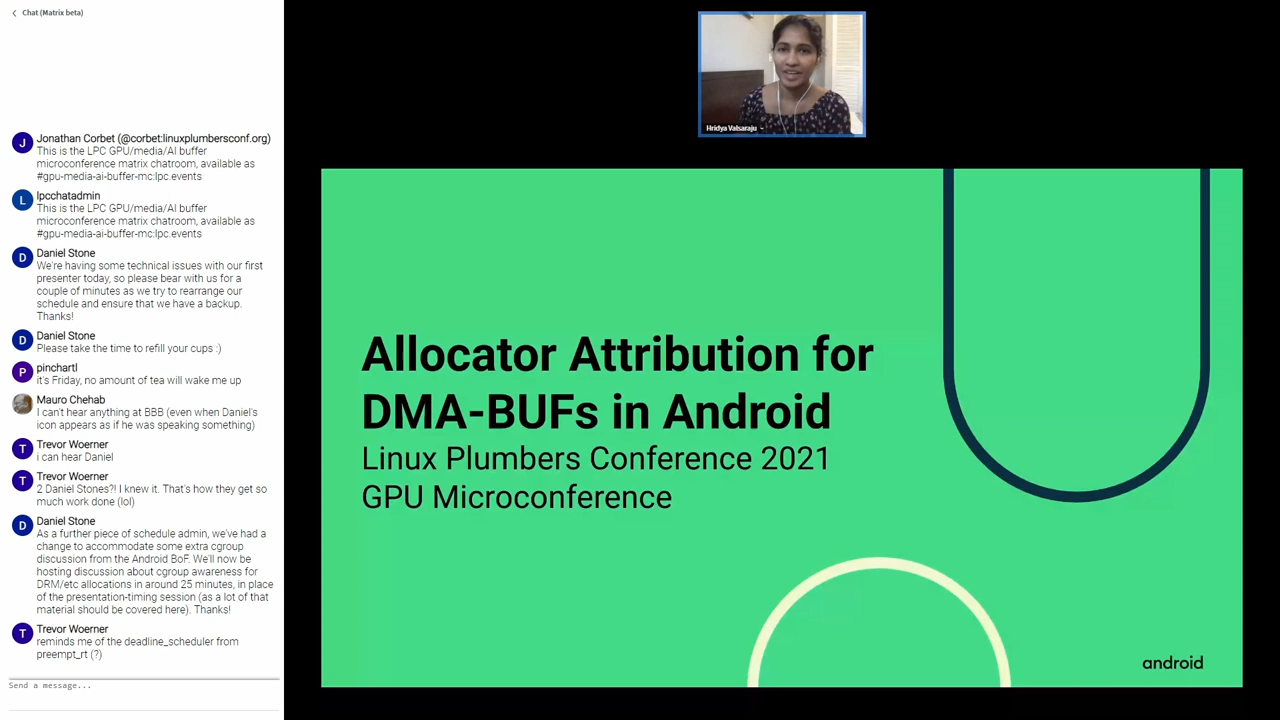 Chat (Matrix beta)
Jonathan Corbet (@corbet:linuxplumbersconf.org)
This is the LPC GPU/media/AI buffer
microconference matrix chatroom, available as
#gpu-media-ai-buffer-mc:lpc.events
lpcchatadmin
This is the LPC GPU/media/AI buffer
microconference matrix chatroom, available as
#gpu-media-ai-buffer-mc:lpc.events
Daniel Stone
We're having some technical issues with our first
presenter today, so please bear with us for a
couple of minutes as we try to rearrange our
schedule and ensure that we have a backup.
Thanks!
Daniel Stone
Please take the time to refill your cups :)
pinchartl
it's Friday, no amount of tea will wake me up
Mauro Chehab
I can't hear anything at BBB (even when Daniel's
icon appears as if he was speaking something)
Trevor Woerner
i can hear Daniel
Trevor Woerner
2 Daniel Stones?! I knew it. That's how they get so
much work done (lol)
Daniel Stone
As a further piece of schedule admin, we've had a
change to accommodate some extra cgroup
discussion from the Android BoF. We'll now be
hosting discussion about cgroup awareness for
DRM/etc allocations in around 25 minutes, in place
of the presentation-timing session (as a lot of that
material should be covered here). Thanks!
Trevor Woerner
reminds me of the deadline_scheduler from
preempt_rt (?)
Send a message...
J
L
D
D
P
T
T
D
T
Hridya Valsaraju
Allocator Attribution for
DMA-BUFs in Android
Linux Plumbers Conference 2021
GPU Microconference
android